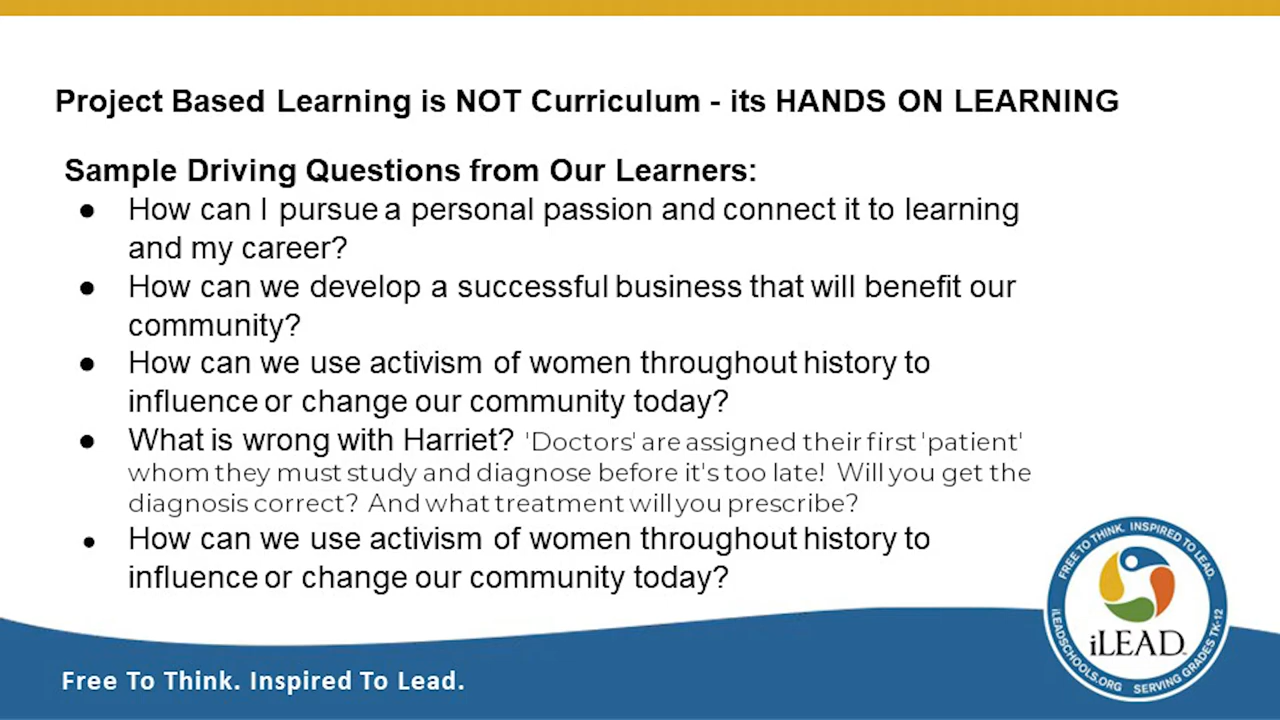 Project Based Learning is NOT Curriculum - its HANDS ON LEARNING
Sample Driving Questions from Our Learners:
● How can I pursue a personal passion and connect it to learning
and my career?
● How can we develop a successful business that will benefit our
community?
● How can we use activism of women throughout history to
influence or change our community today?
● What is wrong with Harriet? 'Doctors' are assigned their first 'patient'
whom they must study and diagnose before it's too late! Will you get the
diagnosis correct? And what treatment will you prescribe?
● How can we use activism of women throughout history to
influence or change our community today?
FREE TO THINK. INSPIRED TO LEAD.
iLEAD
iLEADSCHOOLS.ORG
SERVING GRADES TK-12
Free To Think. Inspired To Lead.